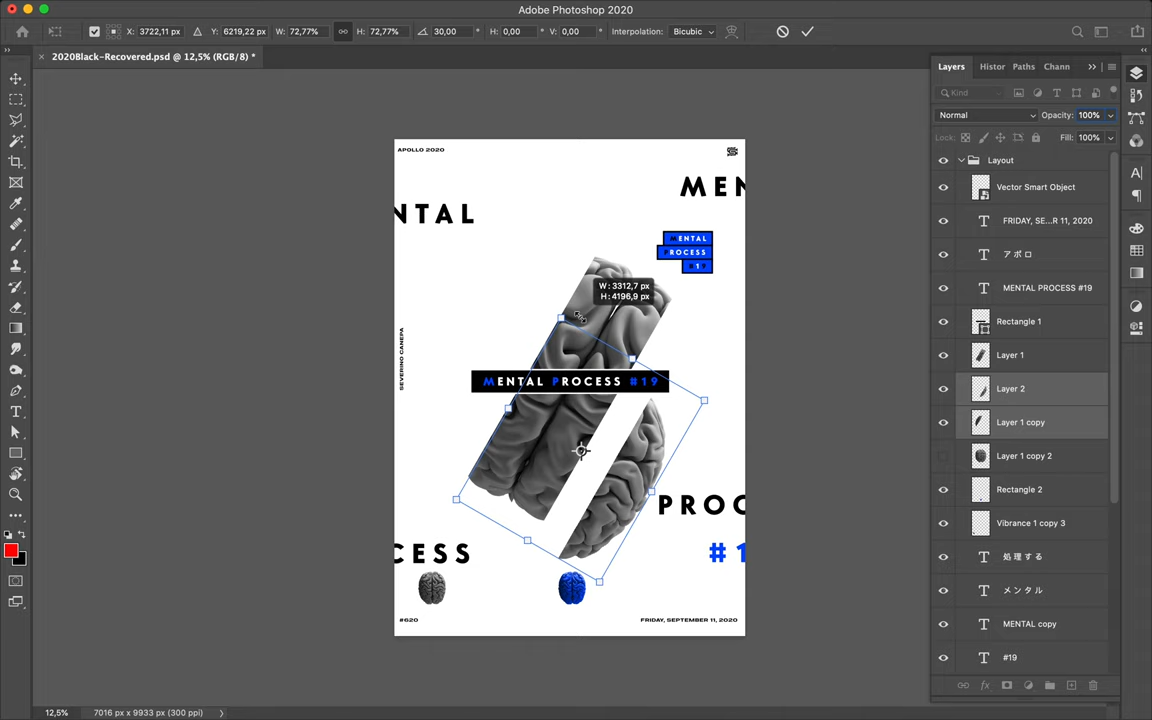 Adobe Photoshop 2020
X: 3722,11 px
Y: 6219,22 px
W: 72,77%
H: 72,77%
30,00 °
H: 0,00 °
V: 0,00 °
Interpolation: Bicubic
2020Black-Recovered.psd @ 12,5% (RGB/8) *
Layers Histor Paths Chann
Kind
Normal
Opacity: 100%
Lock:
Fill: 100%
Layout
Vector Smart Object
FRIDAY, SE...R 11, 2020
アポロ
MENTAL PROCESS #19
Rectangle 1
Layer 1
Layer 2
Layer 1 copy
Layer 1 copy 2
Rectangle 2
Vibrance 1 copy 3
処理する
メンタル
MENTAL copy
#19
APOLLO 2020
MEN
NTAL
MENTAL
PROCESS
#19
W: 3312,7 px
H: 4196,9 px
SEVERINO CANEPA
MENTAL PROCESS #19
PROC
CESS
#1
#620
FRIDAY, SEPTEMBER 11, 2020
12,5%
7016 px x 9933 px (300 ppi)